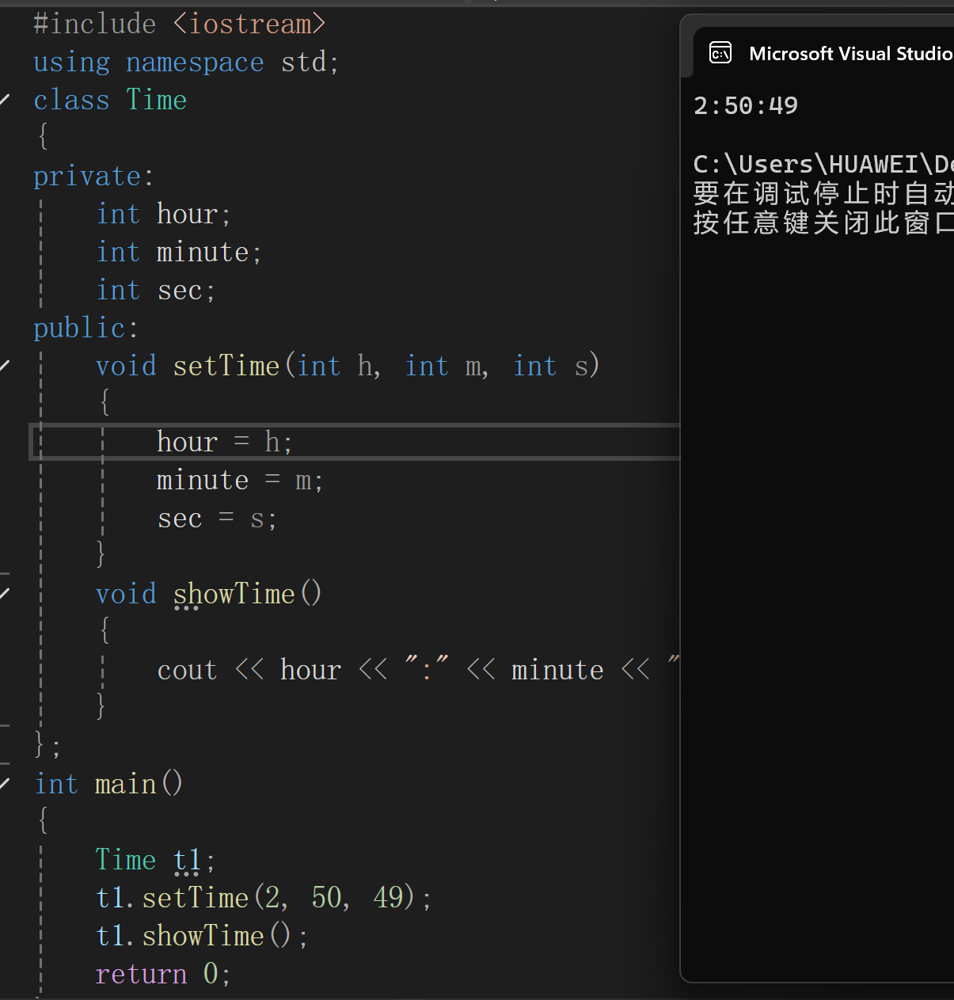 #include <iostream>
using namespace std;
class Time
{
private:
int hour;
int minute;
int sec;
public:
void setTime(int h, int m, int s)
{
hour = h;
minute = m;
sec = s;
}
void showTime()
{
cout << hour << ":" << minute << "
}
};
int main()
{
Time t1;
t1.setTime(2, 50, 49);
t1.showTime();
return 0;
Microsoft Visual Studio
2:50:49
C:\Users\HUAWEI\De
要在调试停止时自动
按任意键关闭此窗口